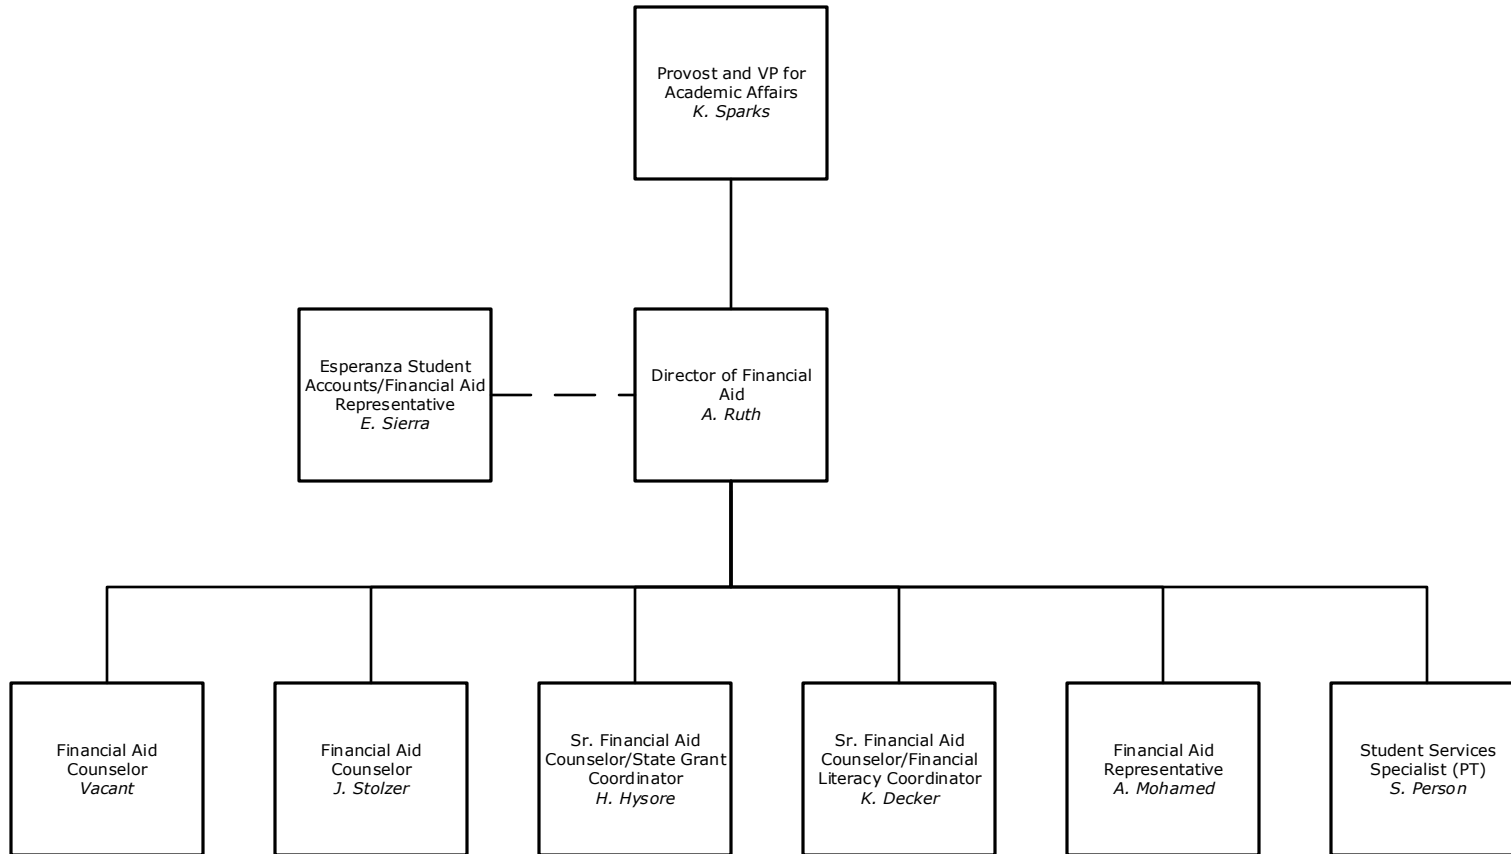 Provost and VP for
Academic Affairs
K. Sparks
Esperanza Student
Accounts/Financial Aid
Representative
E. Sierra
Director of Financial
Aid
A. Ruth
Financial Aid
Counselor
Vacant
Financial Aid
Counselor
J. Stolzer
Sr. Financial Aid
Counselor/State Grant
Coordinator
H. Hysore
Sr. Financial Aid
Counselor/Financial
Literacy Coordinator
K. Decker
Financial Aid
Representative
A. Mohamed
Student Services
Specialist (PT)
S. Person